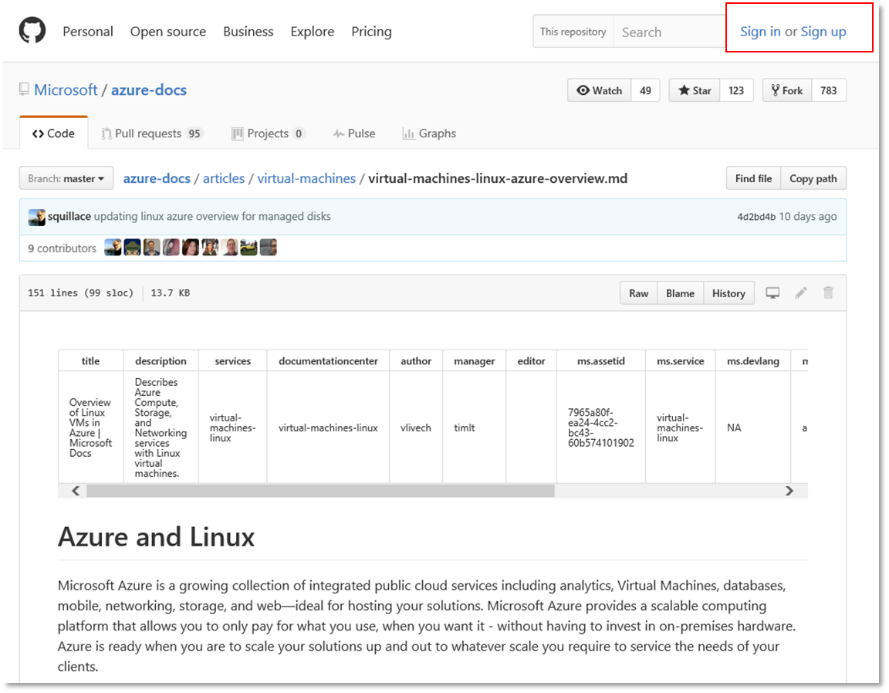 Personal Open source Business Explore Pricing This repository Search Sign in or Sign up
Microsoft / azure-docs Watch 49 Star 123 Fork 783
Code Pull requests 95 Projects 0 Pulse Graphs
Branch: master azure-docs / articles / virtual-machines / virtual-machines-linux-azure-overview.md Find file Copy path
squillace updating linux azure overview for managed disks 4d2bd4b 10 days ago
9 contributors
151 lines (99 sloc) 13.7 KB Raw Blame History
title description services documentationcenter author manager editor ms.assetid ms.service ms.devlang m
Overview
of Linux
VMs in
Azure |
Microsoft
Docs
Describes
Azure
Compute,
Storage,
and
Networking
services
with Linux
virtual
machines.
virtual-
machines-
linux
virtual-machines-linux
vlivech
timlt
7965a80f-
ea24-4cc2-
bc43-
60b574101902
virtual-
machines-
linux
NA
a
Azure and Linux
Microsoft Azure is a growing collection of integrated public cloud services including analytics, Virtual Machines, databases,
mobile, networking, storage, and web—ideal for hosting your solutions. Microsoft Azure provides a scalable computing
platform that allows you to only pay for what you use, when you want it - without having to invest in on-premises hardware.
Azure is ready when you are to scale your solutions up and out to whatever scale you require to service the needs of your
clients.